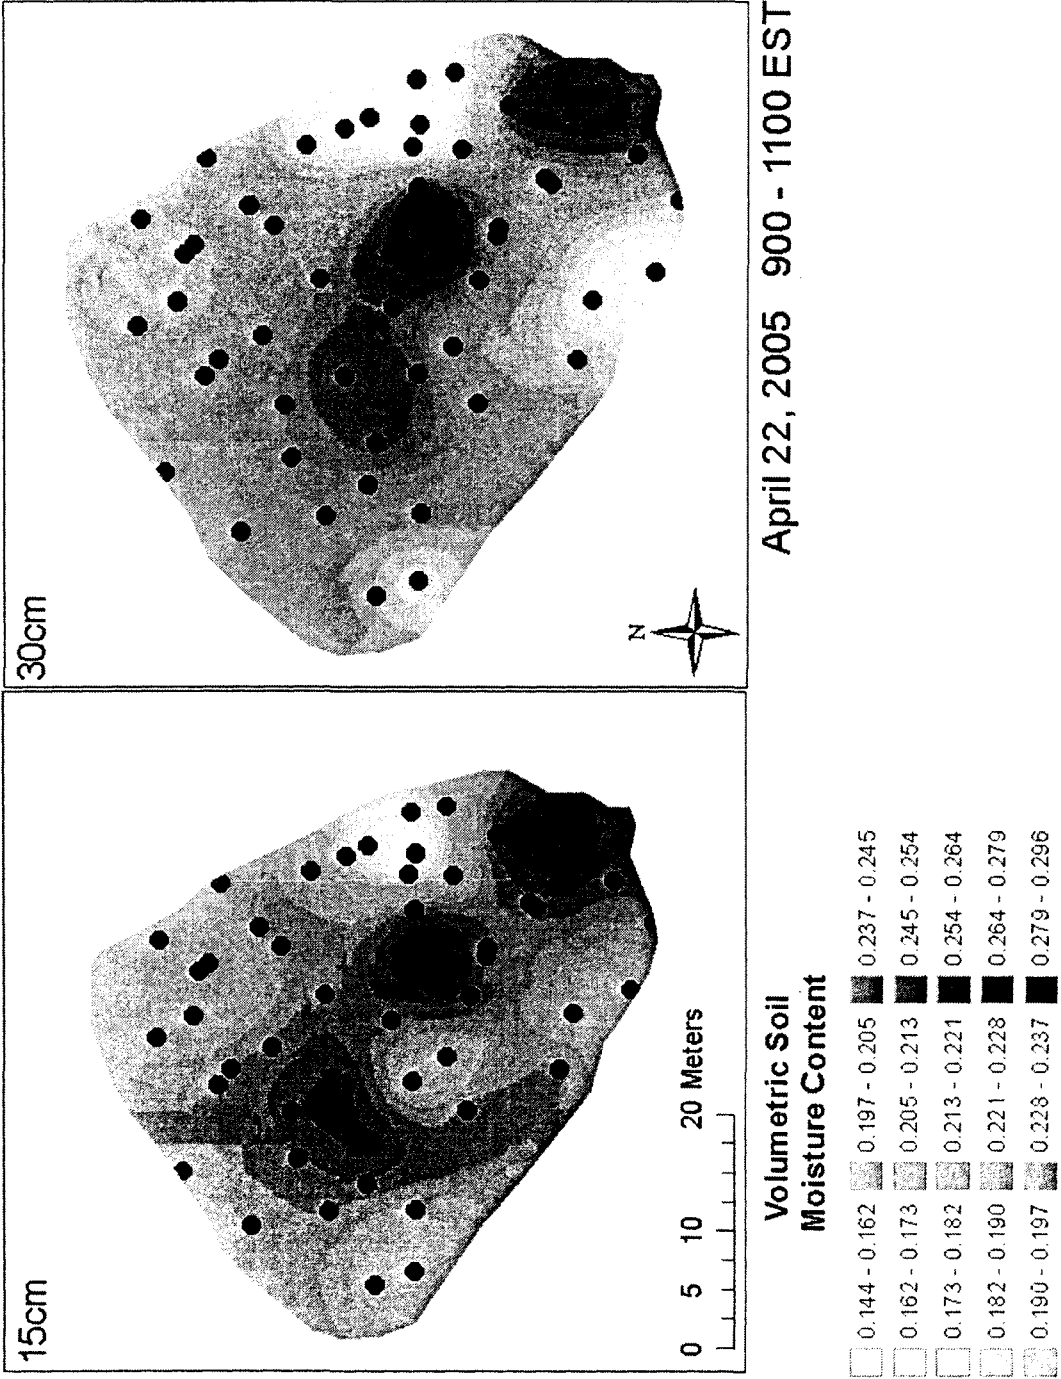 15cm
30cm
N
0 5 10 20 Meters
April 22, 2005 900 - 1100 EST
Volumetric Soil
Moisture Content
0.144 - 0.162 0.197 - 0.205 0.237 - 0.245
0.162 - 0.173 0.205 - 0.213 0.245 - 0.254
0.173 - 0.182 0.213 - 0.221 0.254 - 0.264
0.182 - 0.190 0.221 - 0.228 0.264 - 0.279
0.190 - 0.197 0.228 - 0.237 0.279 - 0.296